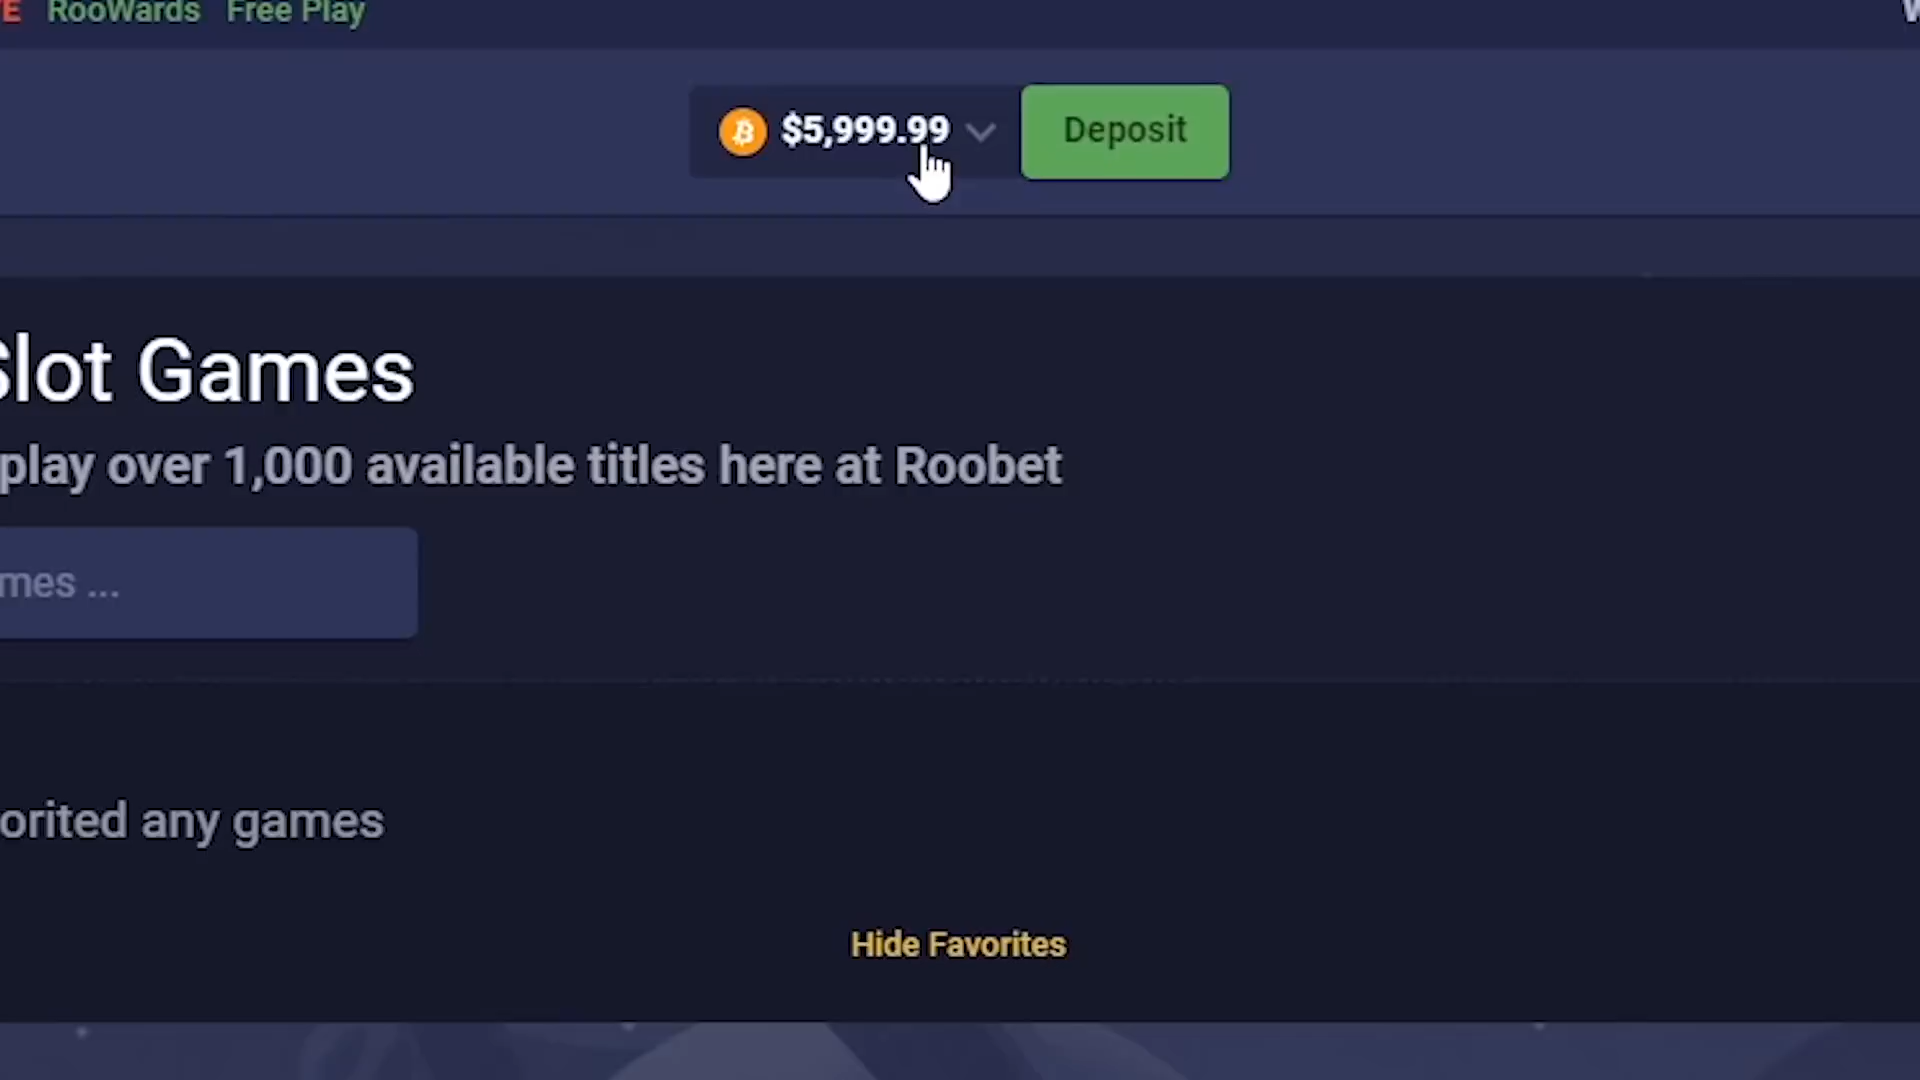 E RooWards Free Play W
$5,999.99 Deposit
Slot Games
play over 1,000 available titles here at Roobet
mes ...
orited any games
Hide Favorites